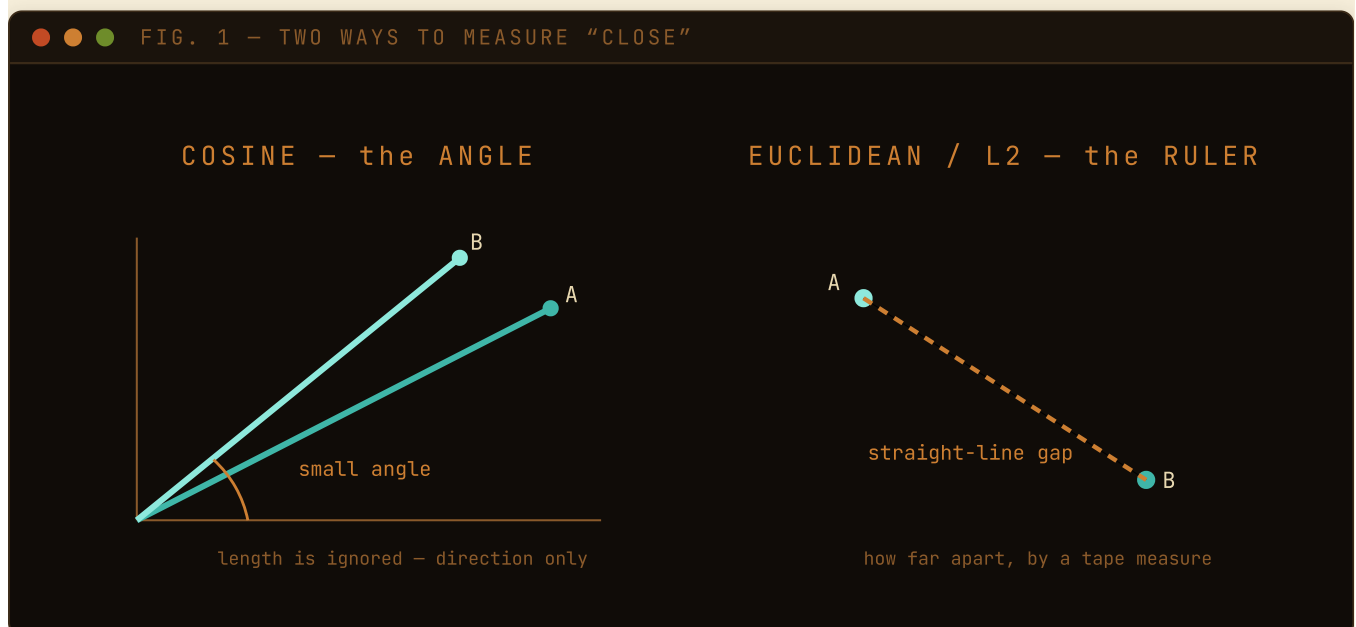 FIG. 1 — TWO WAYS TO MEASURE “CLOSE”
COSINE — the ANGLE
B
A
small angle
length is ignored — direction only
EUCLIDEAN / L2 — the RULER
A
straight-line gap
B
how far apart, by a tape measure